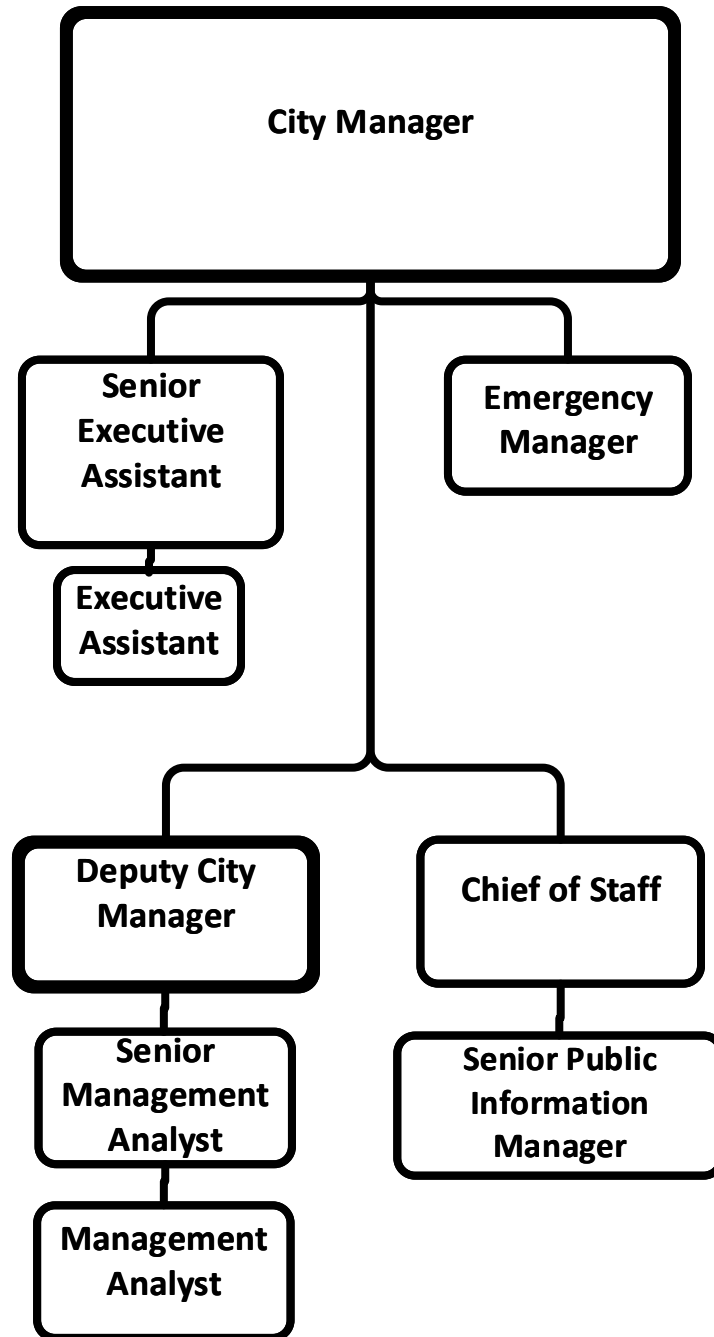 City Manager
Senior
Executive
Assistant
Emergency
Manager
Executive
Assistant
Deputy City
Manager
Chief of Staff
Senior
Management
Analyst
Senior Public
Information
Manager
Management
Analyst